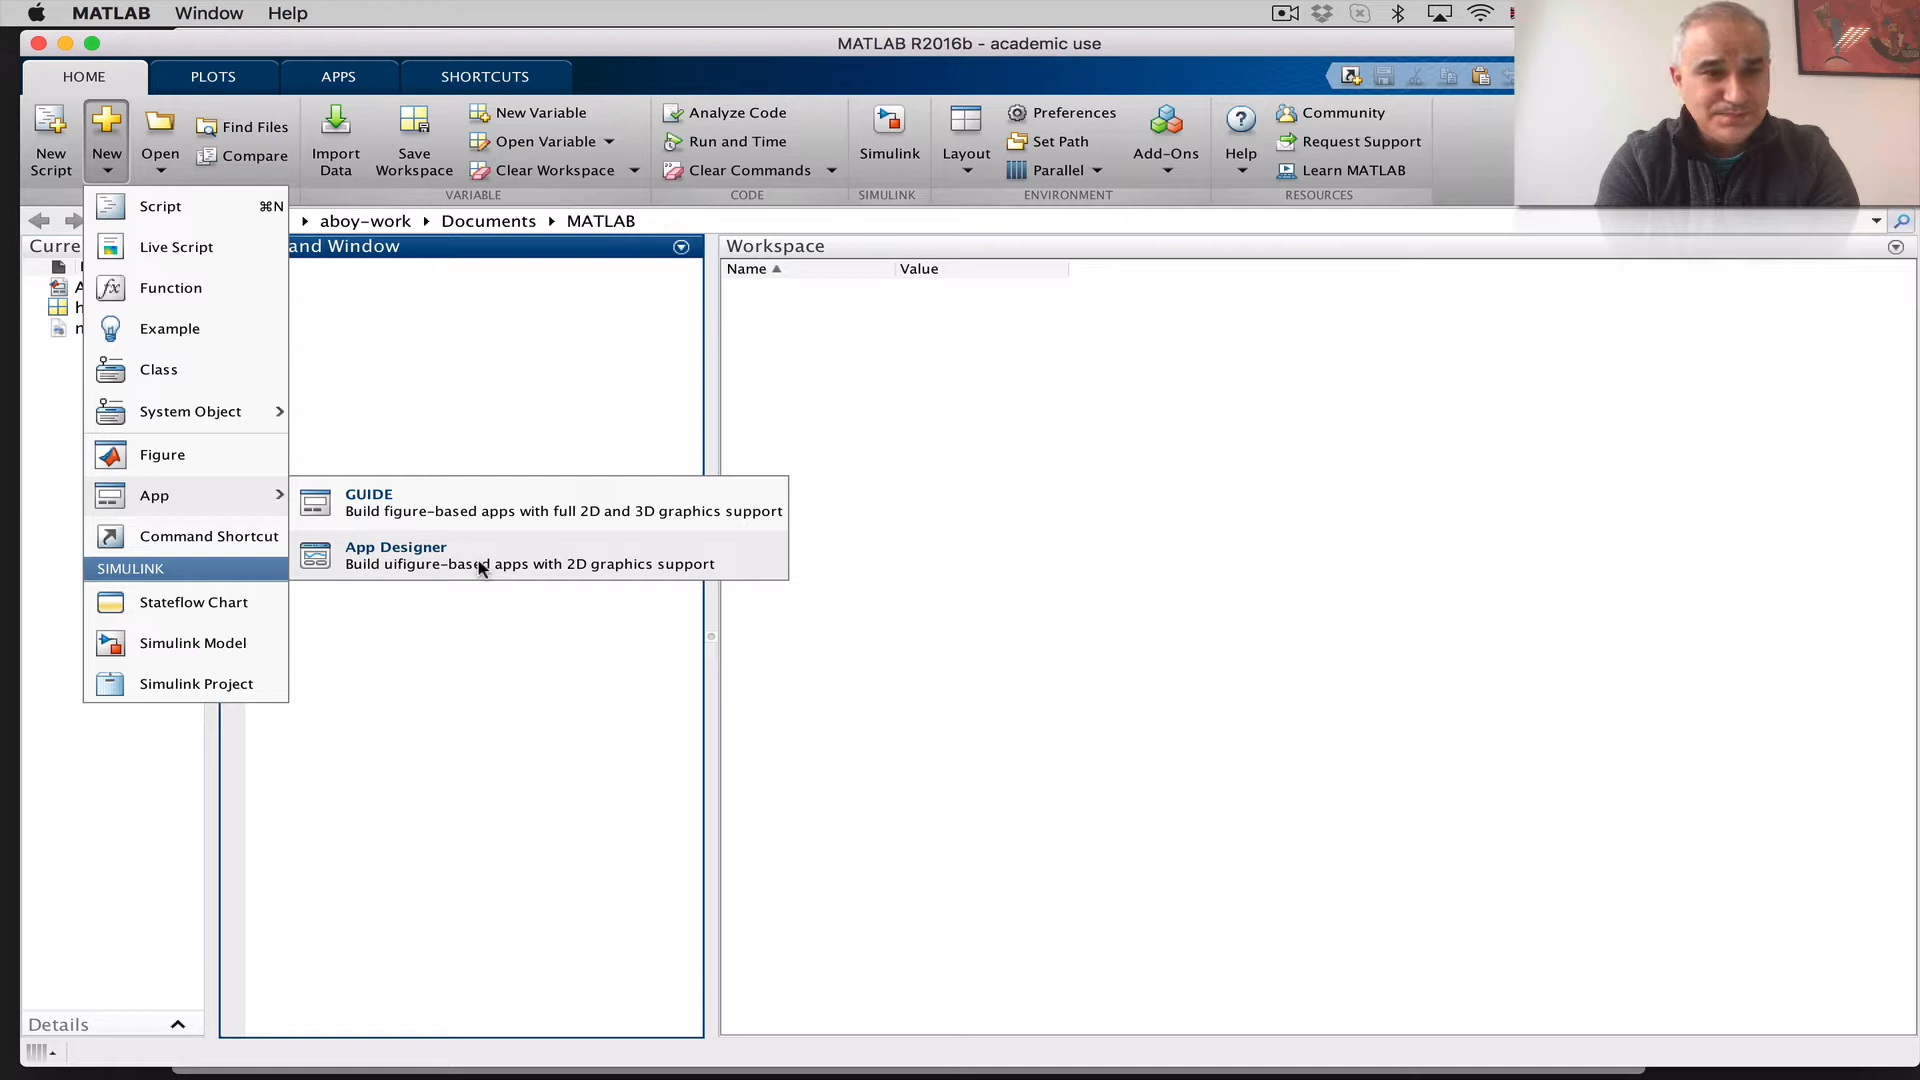 MATLAB Window Help
MATLAB R2016b - academic use
HOME PLOTS APPS SHORTCUTS
New Script
New
Open
Find Files
Compare
Import Data
Save Workspace
New Variable
Open Variable
Clear Workspace
VARIABLE
Analyze Code
Run and Time
Clear Commands
CODE
Simulink
SIMULINK
Layout
Preferences
Set Path
Parallel
ENVIRONMENT
Add-Ons
Help
Community
Request Support
Learn MATLAB
RESOURCES
aboy-work Documents MATLAB
Curre
and Window
Workspace
Name Value
Script ⌘N
Live Script
Function
Example
Class
System Object
Figure
App
Command Shortcut
SIMULINK
Stateflow Chart
Simulink Model
Simulink Project
GUIDE
Build figure-based apps with full 2D and 3D graphics support
App Designer
Build uifigure-based apps with 2D graphics support
Details